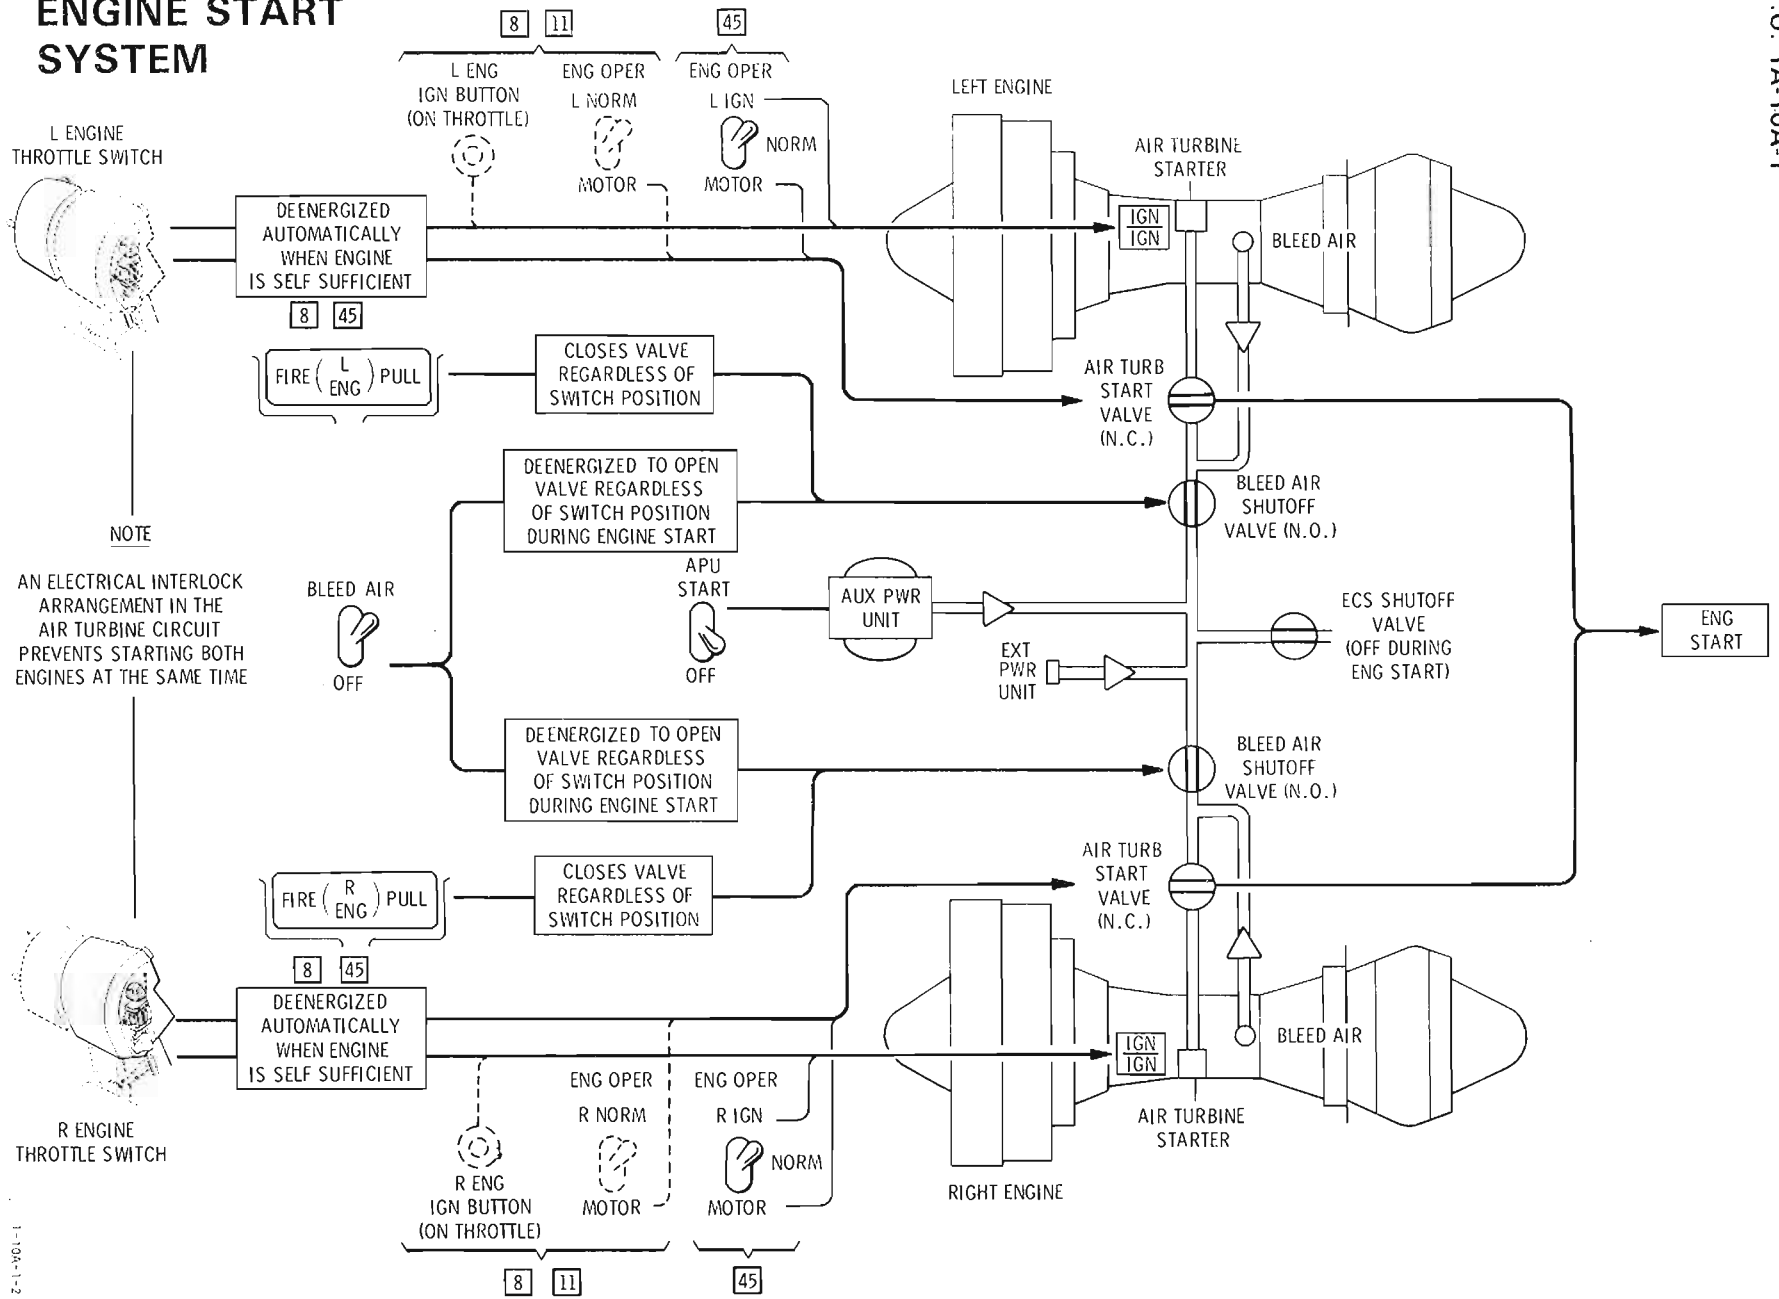 ENGINE START
SYSTEM
8 11
45
L ENG
IGN BUTTON
(ON THROTTLE)
ENG OPER
L NORM
MOTOR
ENG OPER
L IGN
NORM
MOTOR
LEFT ENGINE
AIR TURBINE
STARTER
IGN
IGN
BLEED AIR
L ENGINE
THROTTLE SWITCH
DEENERGIZED
AUTOMATICALLY
WHEN ENGINE
IS SELF SUFFICIENT
8 45
FIRE ( L ENG ) PULL
CLOSES VALVE
REGARDLESS OF
SWITCH POSITION
AIR TURB
START
VALVE
(N.C.)
DEENERGIZED TO OPEN
VALVE REGARDLESS
OF SWITCH POSITION
DURING ENGINE START
BLEED AIR
SHUTOFF
VALVE (N.O.)
NOTE
AN ELECTRICAL INTERLOCK
ARRANGEMENT IN THE
AIR TURBINE CIRCUIT
PREVENTS STARTING BOTH
ENGINES AT THE SAME TIME
BLEED AIR
OFF
APU
START
OFF
AUX PWR
UNIT
EXT
PWR
UNIT
ECS SHUTOFF
VALVE
(OFF DURING
ENG START)
ENG
START
DEENERGIZED TO OPEN
VALVE REGARDLESS
OF SWITCH POSITION
DURING ENGINE START
BLEED AIR
SHUTOFF
VALVE (N.O.)
FIRE ( R ENG ) PULL
CLOSES VALVE
REGARDLESS OF
SWITCH POSITION
AIR TURB
START
VALVE
(N.C.)
8 45
DEENERGIZED
AUTOMATICALLY
WHEN ENGINE
IS SELF SUFFICIENT
R ENGINE
THROTTLE SWITCH
R ENG
IGN BUTTON
(ON THROTTLE)
ENG OPER
R NORM
MOTOR
ENG OPER
R IGN
NORM
MOTOR
IGN
IGN
BLEED AIR
AIR TURBINE
STARTER
RIGHT ENGINE
8 11
45
1-10A-1-2